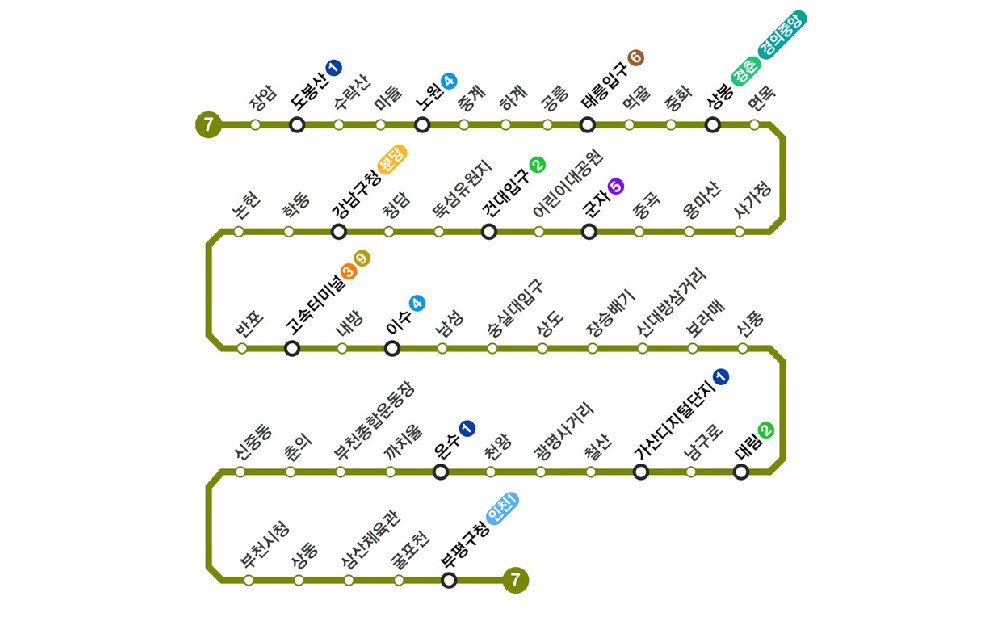 7 장암 도봉산 1 수락산 마들 노원 4 중계 하계 공릉 태릉입구 6 먹골 중화 상봉 경춘 경의중앙 면목
논현 학동 강남구청 분당 청담 뚝섬유원지 건대입구 2 어린이대공원 군자 5 중곡 용마산 사가정
반포 고속터미널 3 9 내방 이수 4 남성 숭실대입구 상도 장승배기 신대방삼거리 보라매 신풍
신중동 춘의 부천종합운동장 까치울 온수 1 천왕 광명사거리 철산 가산디지털단지 1 남구로 대림 2
부천시청 상동 삼산체육관 굴포천 부평구청 인천1 7